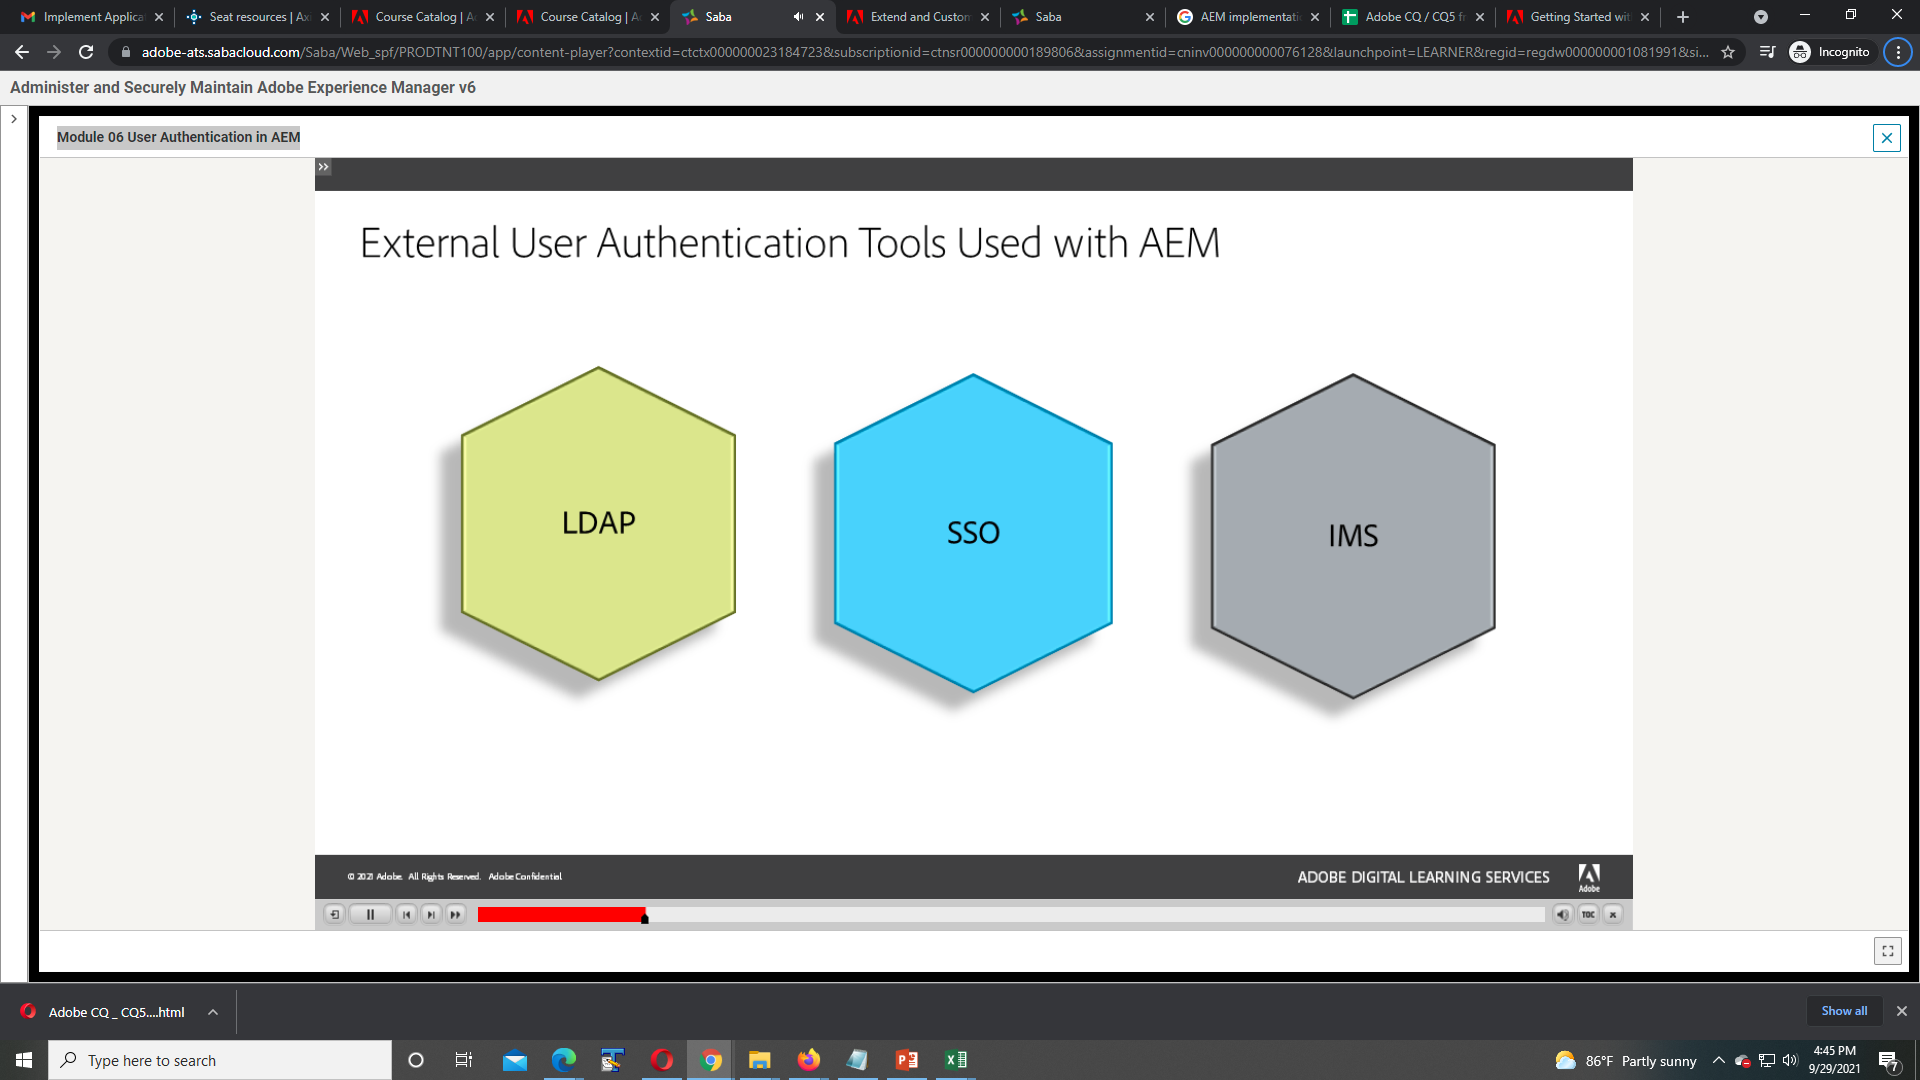 Implement Applica
Seat resources | Ax
Course Catalog | A
Course Catalog | A
Saba
Extend and Custom
Saba
AEM implementati
Adobe CQ / CQ5 f
Getting Started wit
adobe-ats.sabacloud.com/Saba/Web_spf/PRODTNT100/app/content-player?contextid=ctctx000000023184723&subscriptionid=ctnsr000000000189806&assignmentid=cninv000000000076128&launchpoint=LEARNER&regid=regdw000000001081991&si...
Incognito
Administer and Securely Maintain Adobe Experience Manager v6
Module 06 User Authentication in AEM
External User Authentication Tools Used with AEM
LDAP
SSO
IMS
© 2021 Adobe. All Rights Reserved. Adobe Confidential
ADOBE DIGITAL LEARNING SERVICES
Adobe
TOC
Adobe CQ _ CQ5....html
Show all
Type here to search
86°F Partly sunny
4:45 PM
9/29/2021
7